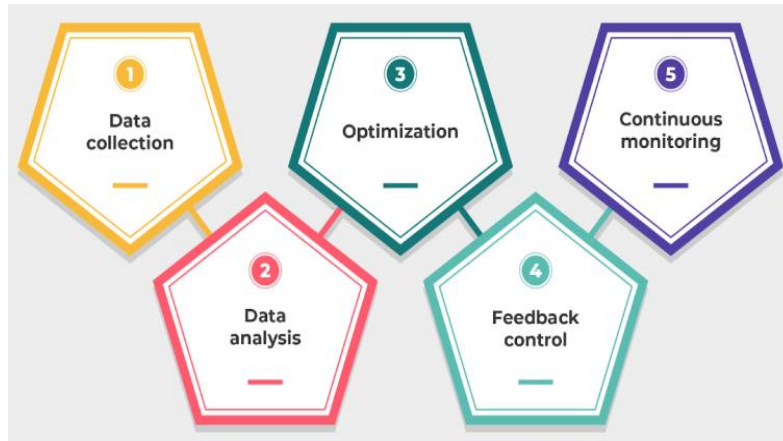 1
Data
collection
2
Data
analysis
3
Optimization
4
Feedback
control
5
Continuous
monitoring